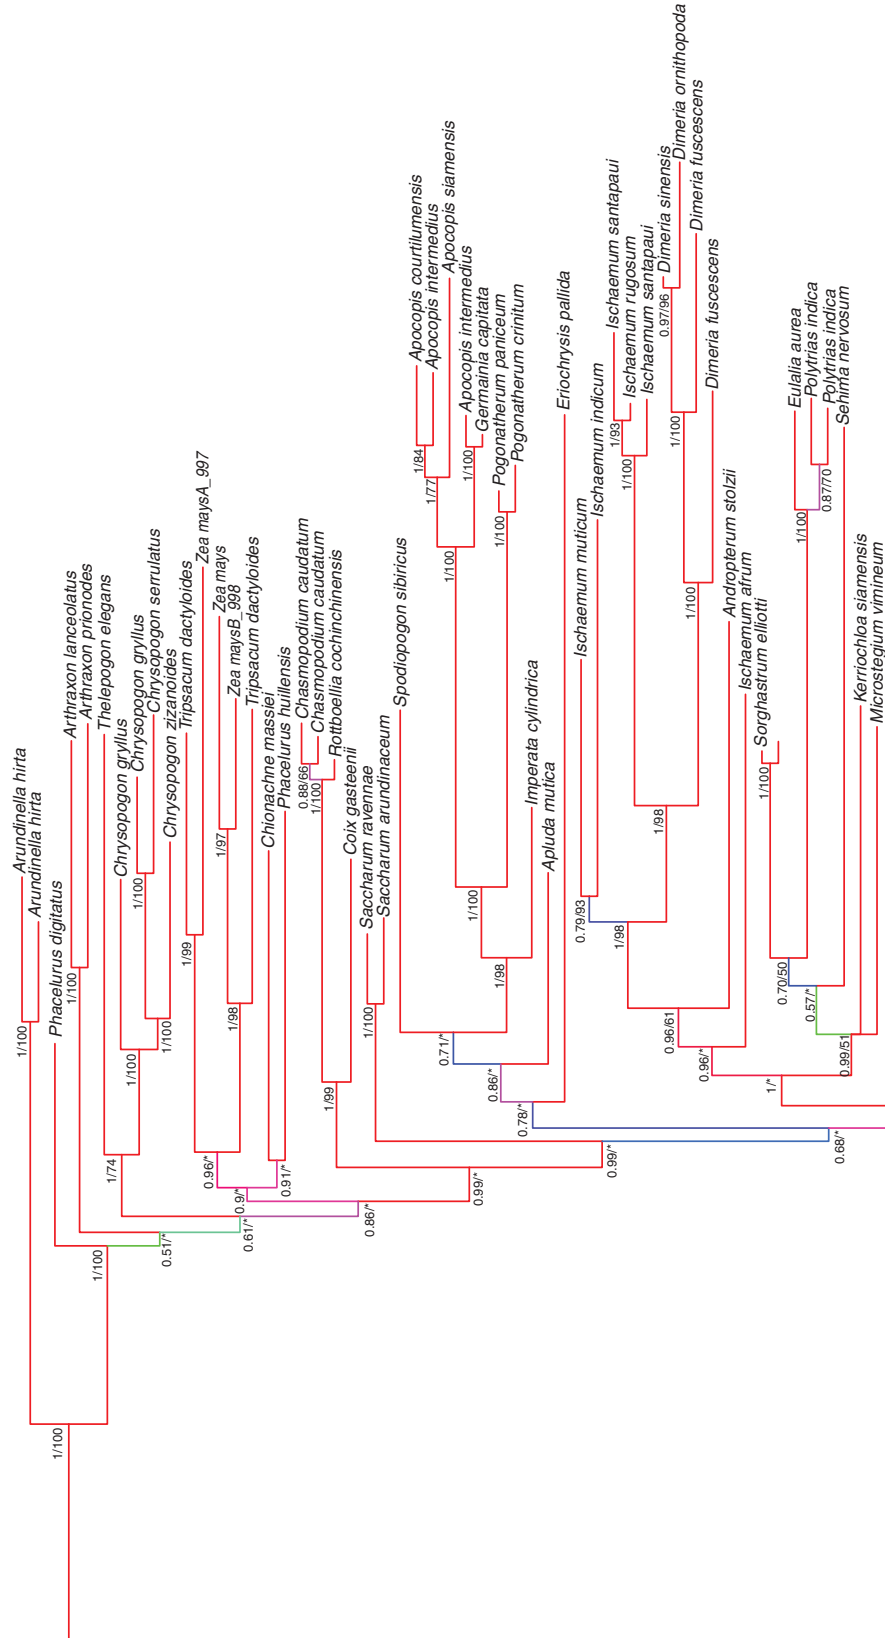 Arundinella hirta
Arundinella hirta
1/100
Phacelurus digitatus
Arthraxon lanceolatus
Arthraxon prionodes
1/100
Thelepogon elegans
Chrysopogon gryllus
Chrysopogon gryllus
Chrysopogon serrulatus
1/100
Chrysopogon zizanoides
1/100
1/100
1/74
Tripsacum dactyloides
Zea maysA_997
1/99
Zea mays
Zea maysB_998
1/97
Tripsacum dactyloides
1/98
0.96/*
Chionachne massiei
Phacelurus huillensis
0.91/*
0.9/*
Chasmopodium caudatum
Chasmopodium caudatum
0.88/66
Rottboellia cochinchinensis
1/100
Coix gasteenii
1/99
Saccharum ravennae
Saccharum arundinaceum
1/100
Spodiopogon sibiricus
Apocopis courtilumensis
Apocopis intermedius
1/84
Apocopis siamensis
1/77
Apocopis intermedius
Germainia capitata
1/100
1/100
Pogonatherum paniceum
Pogonatherum crinitum
1/100
1/100
Imperata cylindrica
1/98
0.71/*
Apluda mutica
0.86/*
Eriochrysis pallida
0.78/*
Ischaemum muticum
Ischaemum indicum
0.79/93
Ischaemum santapaui
Ischaemum rugosum
1/93
Ischaemum santapaui
1/100
Dimeria sinensis
Dimeria ornithopoda
0.97/96
Dimeria fuscescens
1/100
Dimeria fuscescens
1/100
1/98
1/98
Andropterum stolzii
0.96/61
Ischaemum afrum
0.96/*
Sorghastrum elliotti
1/100
Eulalia aurea
Polytrias indica
Polytrias indica
0.87/70
1/100
0.70/50
Sehima nervosum
0.57/*
Kerriochloa siamensis
Microstegium vimineum
0.99/51
1/*
0.68/*
0.99/*
0.99/*
0.86/*
0.61/*
0.51/*
1/100
1/100